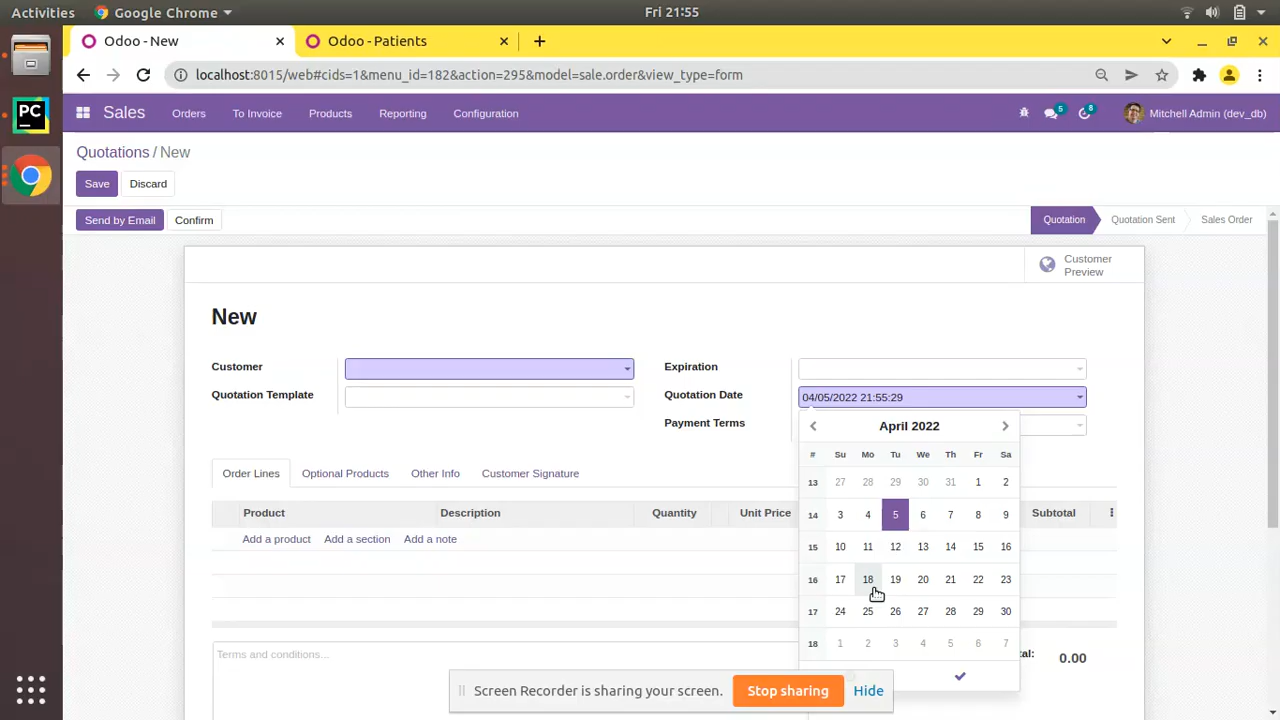 Activities Google Chrome Fri 21:55
Odoo - New Odoo - Patients
localhost:8015/web#cids=1&menu_id=182&action=295&model=sale.order&view_type=form
Sales Orders To Invoice Products Reporting Configuration 5 8 Mitchell Admin (dev_db)
Quotations / New
Save Discard
Send by Email Confirm Quotation Quotation Sent Sales Order
Customer
Preview
New
Customer Expiration
Quotation Template Quotation Date 04/05/2022 21:55:29
Payment Terms
April 2022
# Su Mo Tu We Th Fr Sa
13 27 28 29 30 31 1 2
14 3 4 5 6 7 8 9
15 10 11 12 13 14 15 16
16 17 18 19 20 21 22 23
17 24 25 26 27 28 29 30
18 1 2 3 4 5 6 7
Order Lines Optional Products Other Info Customer Signature
Product Description Quantity Unit Price Subtotal
Add a product Add a section Add a note
Terms and conditions...
tal: 0.00
Screen Recorder is sharing your screen. Stop sharing Hide
PC